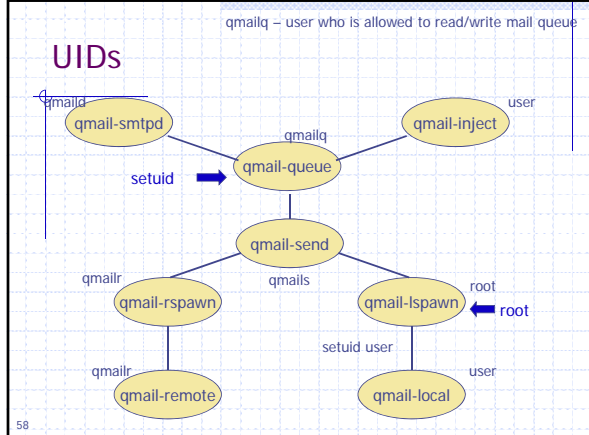 qmailq – user who is allowed to read/write mail queue
UIDs
qmaild
user
qmail-smtpd
qmail-inject
qmailq
qmail-queue
setuid
qmail-send
qmailr
qmails
root
qmail-rspawn
qmail-lspawn
root
setuid user
qmailr
user
qmail-remote
qmail-local
58